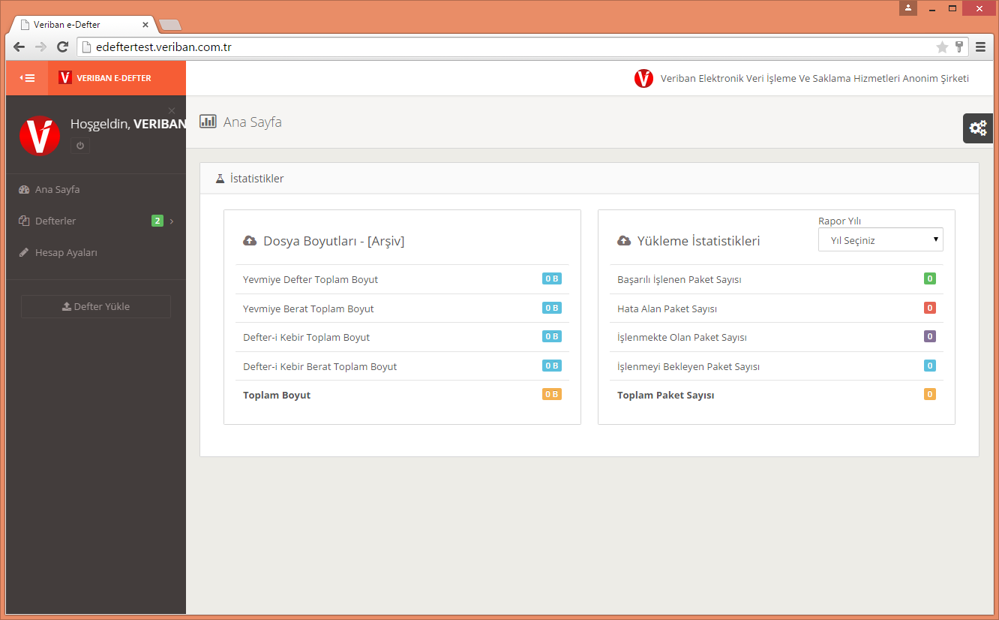 Veriban e-Defter
edeftertest.veriban.com.tr
VERIBAN E-DEFTER
Veriban Elektronik Veri İşleme Ve Saklama Hizmetleri Anonim Şirketi
Hoşgeldin, VERIBAN
Ana Sayfa
Defterler 2
Hesap Ayaları
Defter Yükle
Ana Sayfa
İstatistikler
Dosya Boyutları - [Arşiv]
Yevmiye Defter Toplam Boyut 0 B
Yevmiye Berat Toplam Boyut 0 B
Defter-i Kebir Toplam Boyut 0 B
Defter-i Kebir Berat Toplam Boyut 0 B
Toplam Boyut 0 B
Rapor Yılı
Yükleme İstatistikleri
Yıl Seçiniz
Başarılı İşlenen Paket Sayısı 0
Hata Alan Paket Sayısı 0
İşlenmekte Olan Paket Sayısı 0
İşlenmeyi Bekleyen Paket Sayısı 0
Toplam Paket Sayısı 0